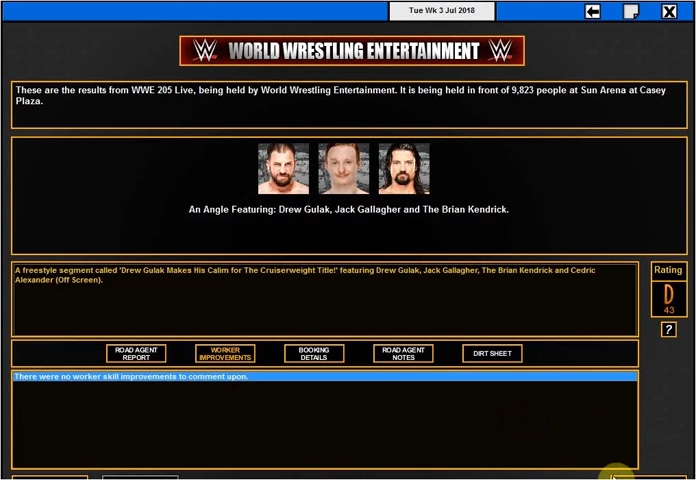 Tue Wk 3 Jul 2018
WORLD WRESTLING ENTERTAINMENT
These are the results from WWE 205 Live, being held by World Wrestling Entertainment. It is being held in front of 9,823 people at Sun Arena at Casey
Plaza.
An Angle Featuring: Drew Gulak, Jack Gallagher and The Brian Kendrick.
A freestyle segment called 'Drew Gulak Makes His Calim for The Cruiserweight Title!' featuring Drew Gulak, Jack Gallagher, The Brian Kendrick and Cedric
Alexander (Off Screen).
Rating
D
43
?
ROAD AGENT
REPORT
WORKER
IMPROVEMENTS
BOOKING
DETAILS
ROAD AGENT
NOTES
DIRT SHEET
There were no worker skill improvements to comment upon.